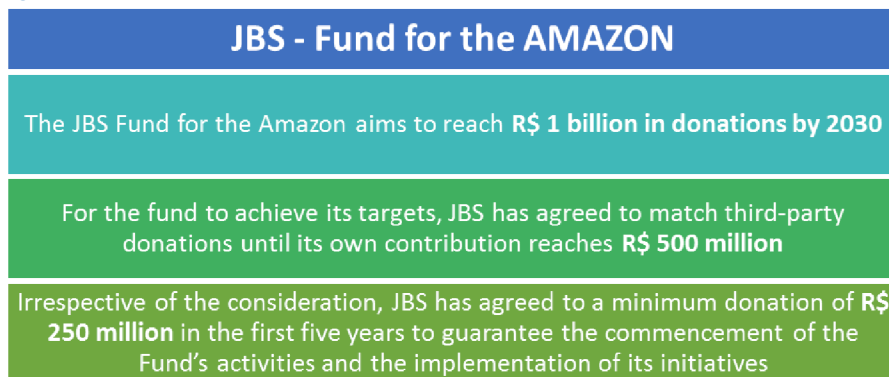 JBS - Fund for the AMAZON
The JBS Fund for the Amazon aims to reach R$ 1 billion in donations by 2030
For the fund to achieve its targets, JBS has agreed to match third-party
donations until its own contribution reaches R$ 500 million
Irrespective of the consideration, JBS has agreed to a minimum donation of R$
250 million in the first five years to guarantee the commencement of the
Fund's activities and the implementation of its initiatives